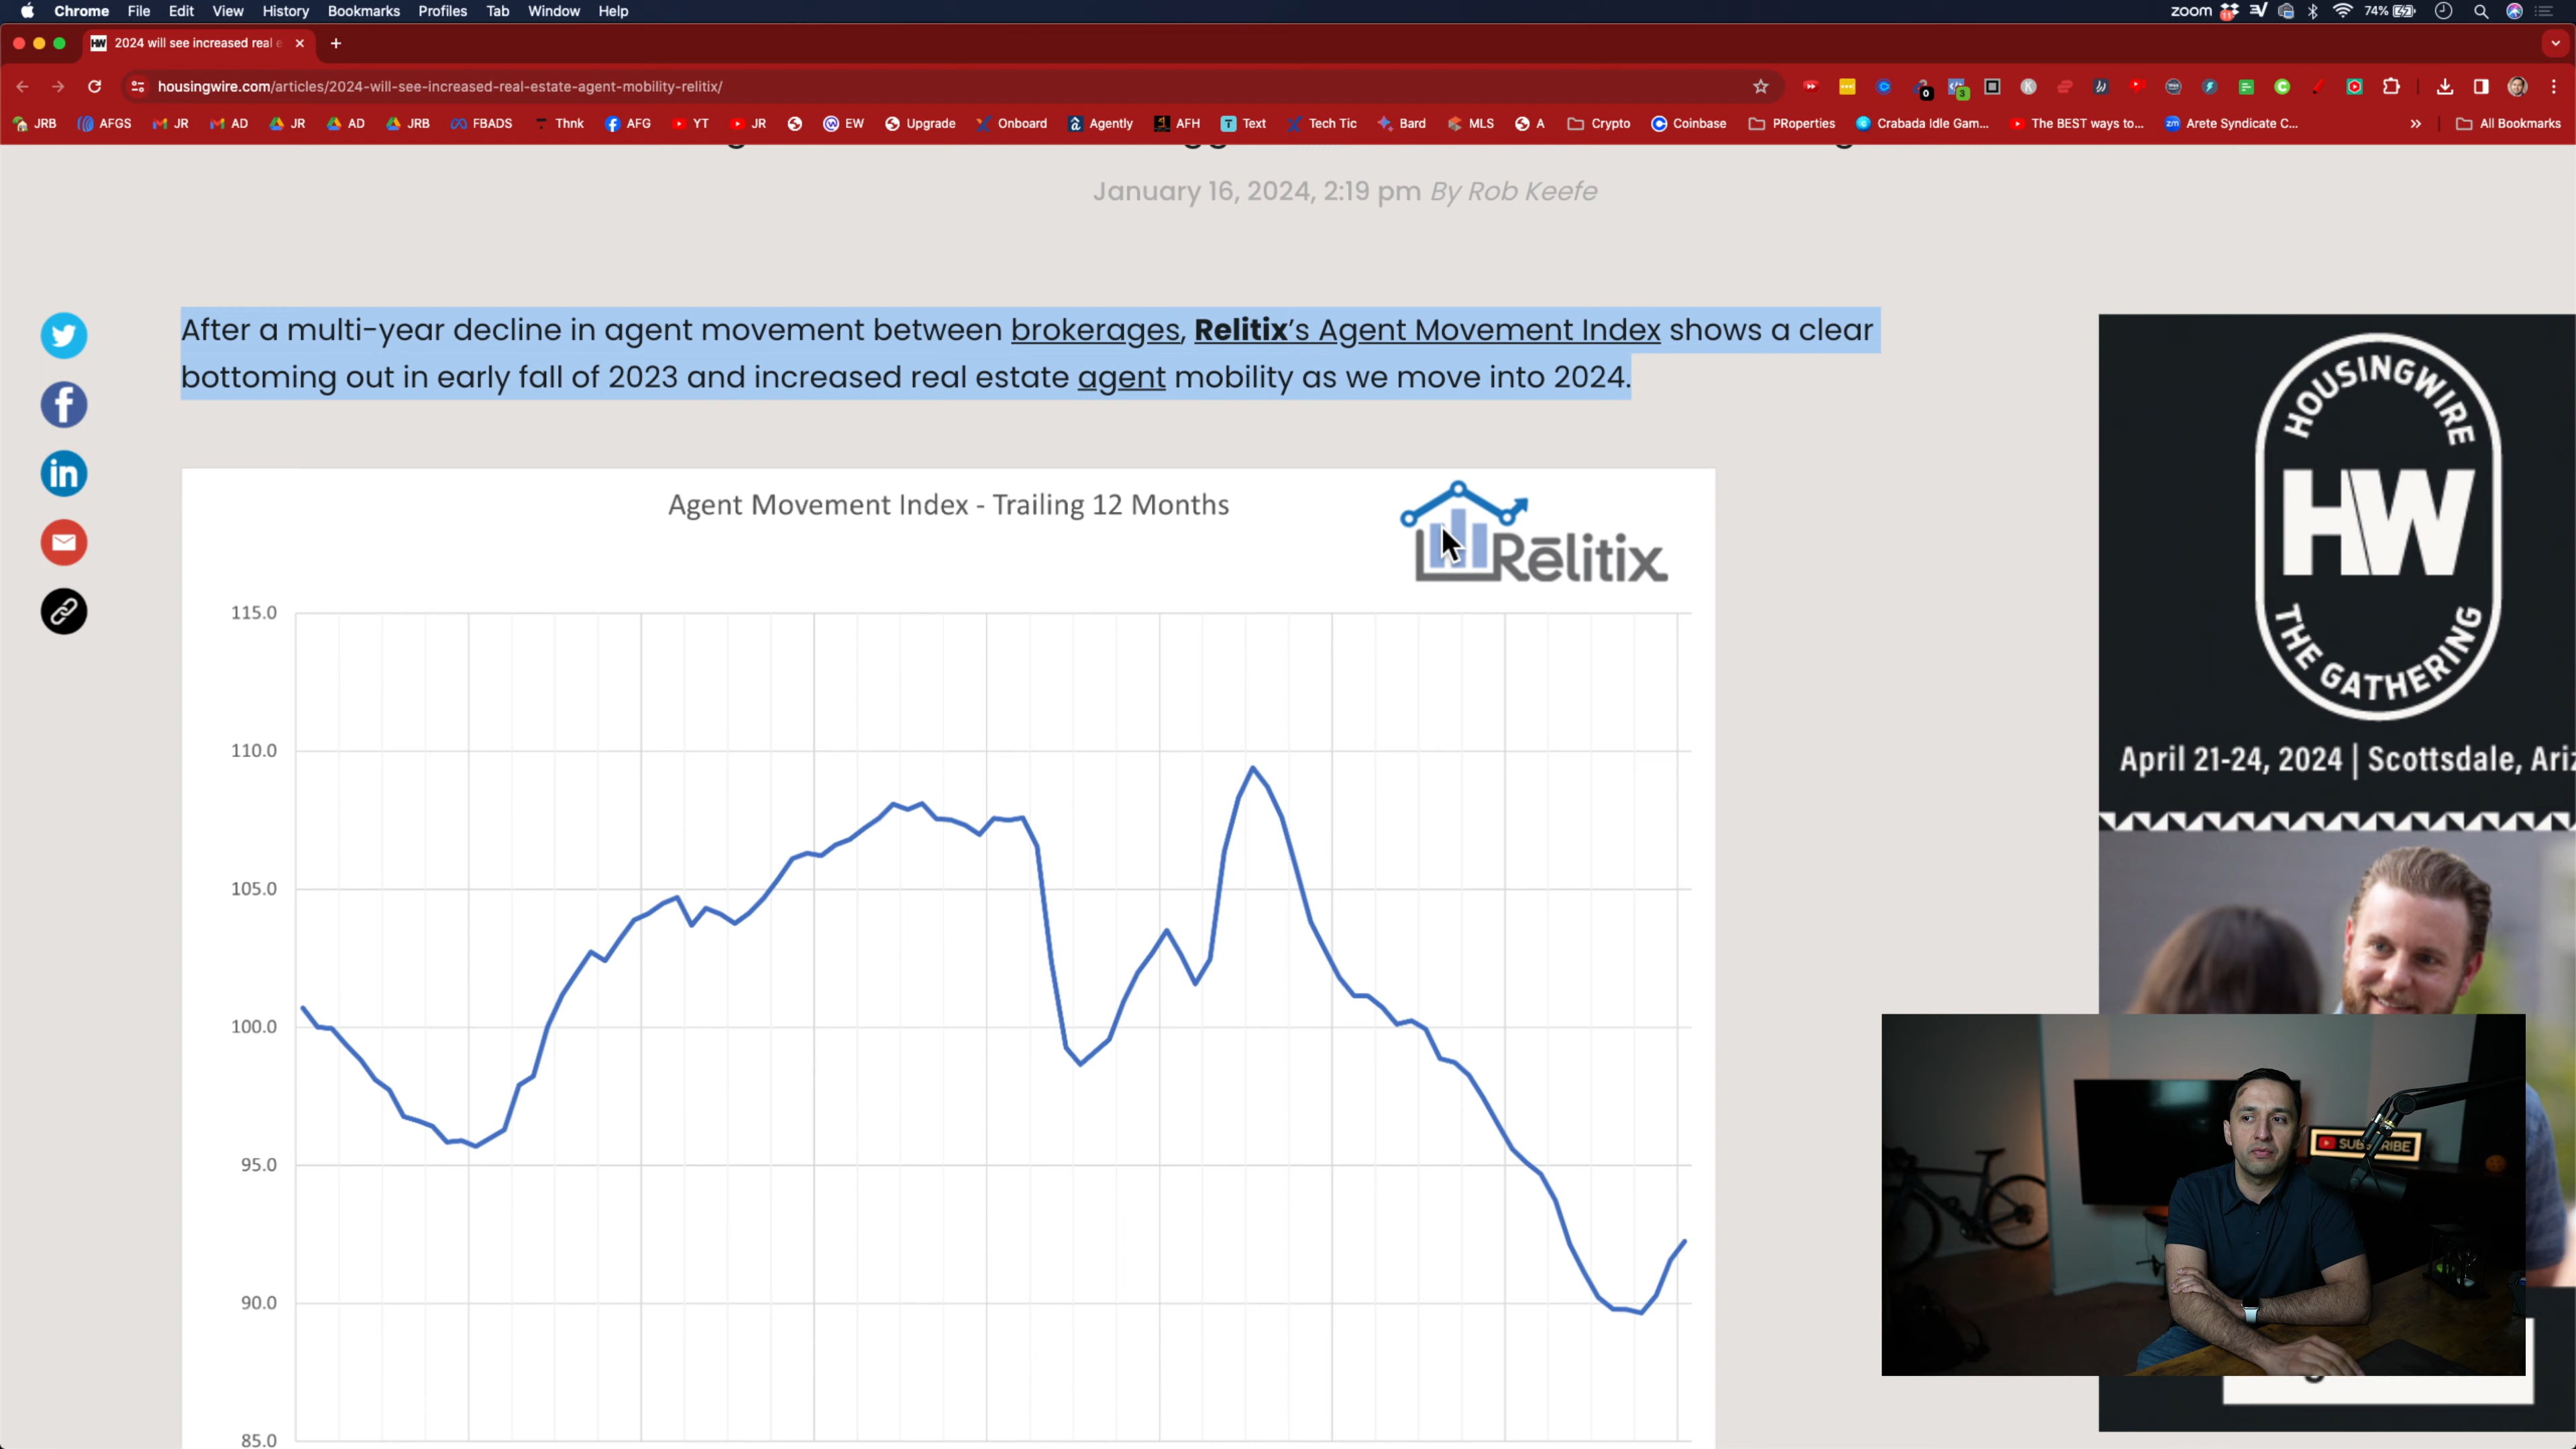 Chrome File Edit View History Bookmarks Profiles Tab Window Help
zoom 74%
2024 will see increased real e
housingwire.com/articles/2024-will-see-increased-real-estate-agent-mobility-relitix/
JRB AFGS JR AD JR AD JRB FBADS Thnk AFG YT JR EW Upgrade Onboard Agently AFH Text Tech Tic Bard MLS A Crypto Coinbase PRoperties Crabada Idle Gam... The BEST ways to... Arete Syndicate C... » All Bookmarks
January 16, 2024, 2:19 pm By Rob Keefe
After a multi-year decline in agent movement between brokerages, Relitix's Agent Movement Index shows a clear
bottoming out in early fall of 2023 and increased real estate agent mobility as we move into 2024.
Agent Movement Index - Trailing 12 Months
Rēlitix
115.0
110.0
105.0
100.0
95.0
90.0
85.0
HOUSINGWIRE
HW
THE GATHERING
April 21-24, 2024 | Scottsdale, Ariz
SUBSCRIBE